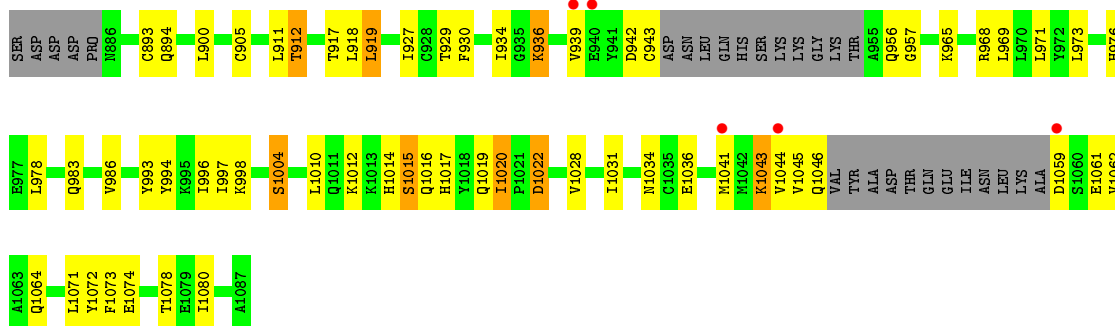 SER ASP ASP ASP PRO N886 C893 Q894 L900 C905 L911 T912 T917 L918 L919 I927 C928 T929 F930 I934 G935 K936 V939 E940 Y941 D942 C943 ASP ASN LEU GLN HIS SER LYS LYS GLY LYS THR A955 Q956 G957 K965 R968 L969 L970 L971 Y972 L973 H976
E977 L978 Q983 V986 Y993 Y994 K995 I996 I997 K998 S1004 L1010 Q1011 K1012 K1013 H1014 S1015 Q1016 H1017 Y1018 Q1019 I1020 P1021 D1022 V1028 I1031 N1034 C1035 E1036 M1041 M1042 K1043 V1044 V1045 Q1046 VAL TYR ALA ASP THR GLN GLU ILE ASN LEU LYS ALA D1059 S1060 E1061
A1063 Q1064 L1071 Y1072 F1073 E1074 T1078 E1079 I1080 A1087